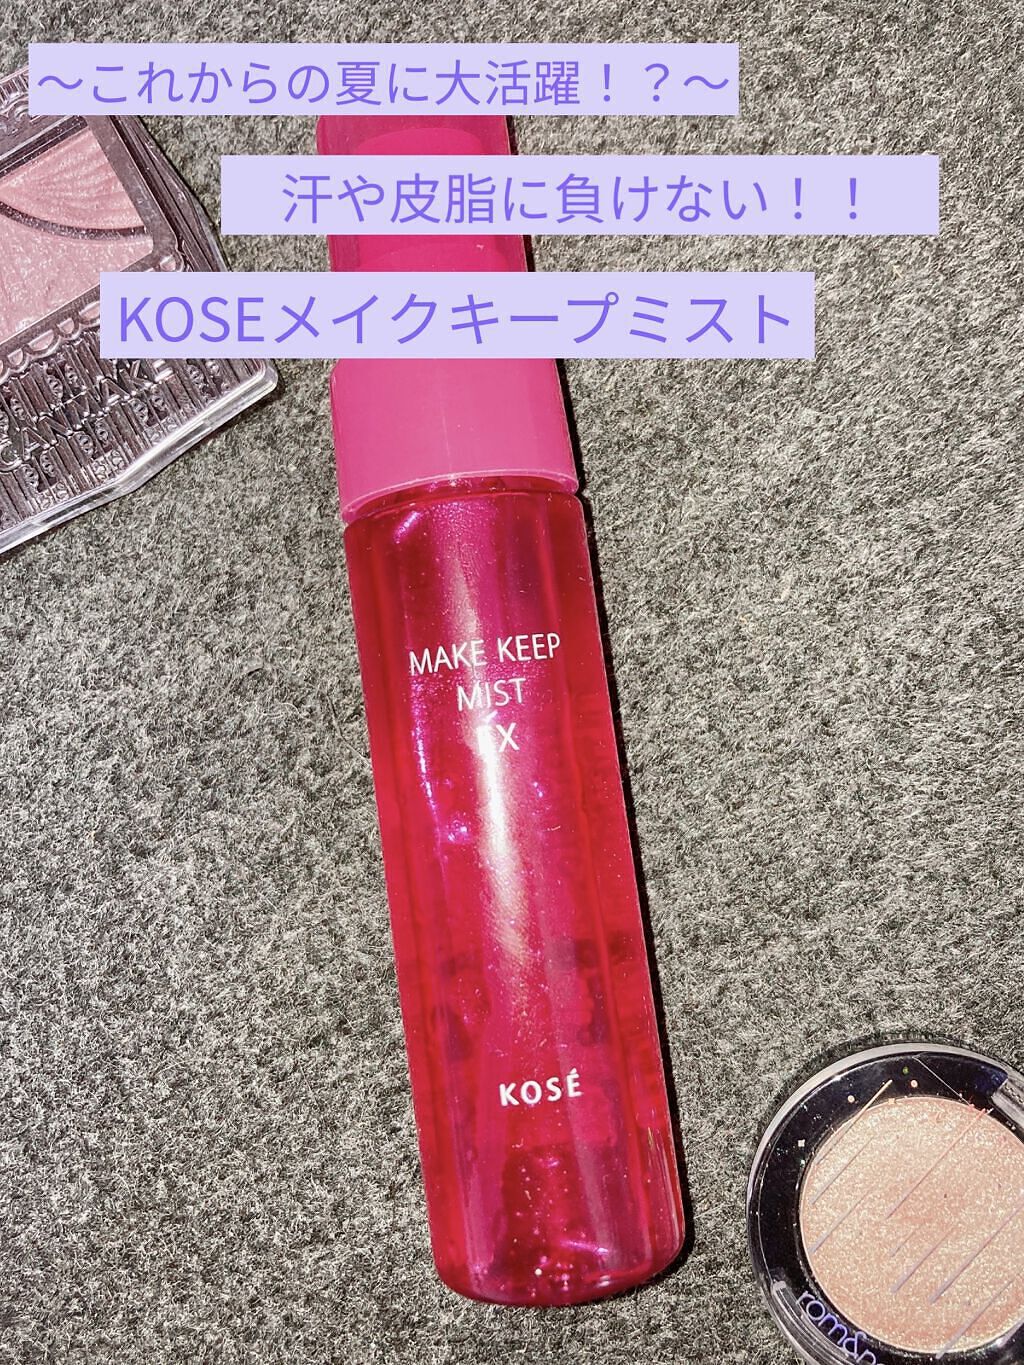 ～これからの夏に大活躍！？～
汗や皮脂に負けない！！
KOSEメイクキープミスト
CANMAKE
MAKE KEEP
MIST
EX
KOSÉ